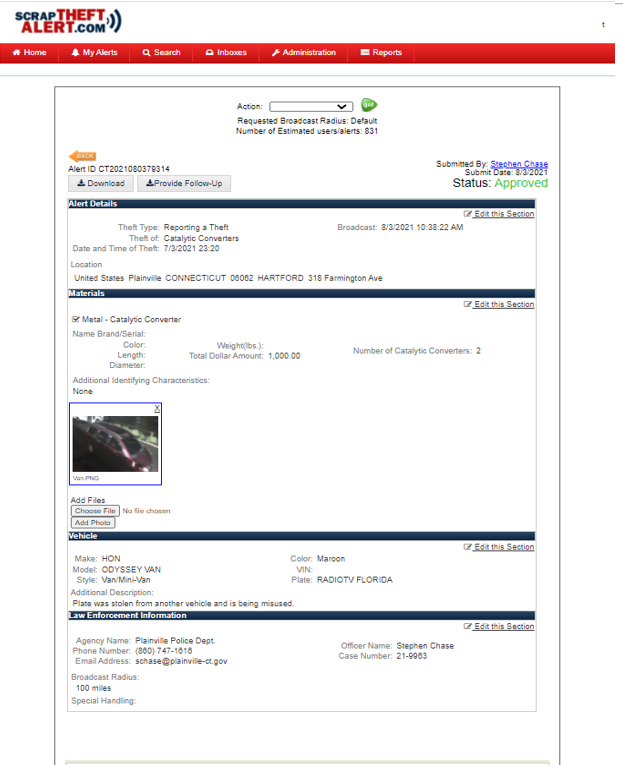 SCRAPTHEFT
ALERT.COM
t
Home My Alerts Search Inboxes Administration Reports
Action: go!
Requested Broadcast Radius: Default
Number of Estimated users/alerts: 831
BACK
Submitted By: Stephen Chase
Alert ID CT2021080379314
Submit Date: 8/3/2021
Download Provide Follow-Up
Status: Approved
Alert Details
Edit this Section
Theft Type: Reporting a Theft Broadcast: 8/3/2021 10:38:22 AM
Theft of: Catalytic Converters
Date and Time of Theft: 7/3/2021 23:20
Location
United States Plainville CONNECTICUT 06062 HARTFORD 318 Farmington Ave
Materials
Edit this Section
Metal - Catalytic Converter
Name Brand/Serial:
Color: Weight(lbs.):
Length: Total Dollar Amount: 1,000.00 Number of Catalytic Converters: 2
Diameter:
Additional Identifying Characteristics:
None
X
Van.PNG
Add Files
Choose File No file chosen
Add Photo
Vehicle
Edit this Section
Make: HON Color: Maroon
Model: ODYSSEY VAN VIN:
Style: Van/Mini-Van Plate: RADIOTV FLORIDA
Additional Description:
Plate was stolen from another vehicle and is being misused.
Law Enforcement Information
Edit this Section
Agency Name: Plainville Police Dept. Officer Name: Stephen Chase
Phone Number: (860) 747-1616 Case Number: 21-9963
Email Address: schase@plainville-ct.gov
Broadcast Radius:
100 miles
Special Handling: